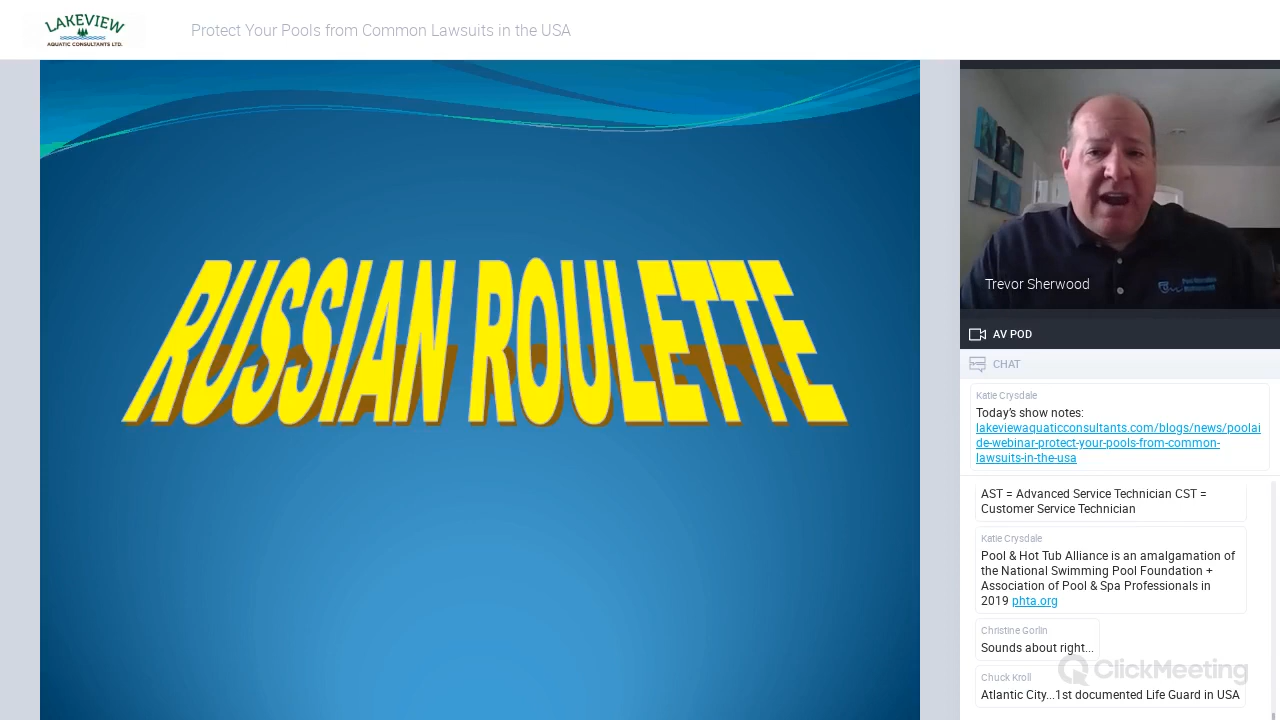 LAKEVIEW
AQUATIC CONSULTANTS LTD.
Protect Your Pools from Common Lawsuits in the USA
RUSSIAN ROULETTE
Trevor Sherwood
AV POD
CHAT
Katie Crysdale
Today's show notes:
lakeviewaquaticconsultants.com/blogs/news/poolai
de-webinar-protect-your-pools-from-common-
lawsuits-in-the-usa
AST = Advanced Service Technician CST =
Customer Service Technician
Katie Crysdale
Pool & Hot Tub Alliance is an amalgamation of
the National Swimming Pool Foundation +
Association of Pool & Spa Professionals in
2019 phta.org
Christine Gorlin
Sounds about right...
ClickMeeting
Chuck Kroll
Atlantic City...1st documented Life Guard in USA